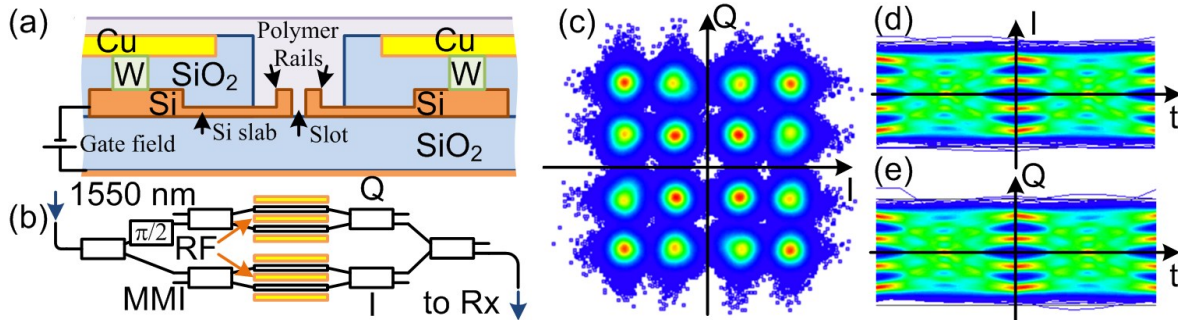 (a)
Polymer
Rails
Cu
Cu
W
W
SiO2
Si
Si
Si slab
Slot
Gate field
SiO2
1550 nm
(b)
π/2
RF
Q
MMI
I
to Rx
(c)
Q
I
(d)
I
t
(e)
Q
t